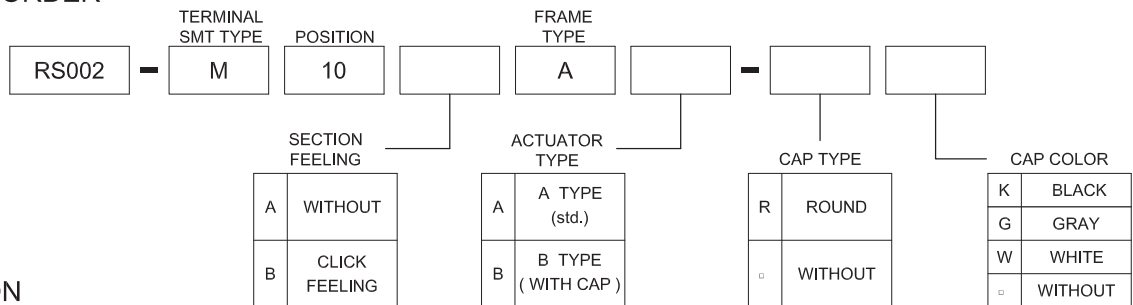 ORDER
TERMINAL
SMT TYPE
POSITION
FRAME
TYPE
RS002 - M 10 A -
SECTION
FEELING
A WITHOUT
B CLICK
FEELING
ACTUATOR
TYPE
A A TYPE
(std.)
B B TYPE
( WITH CAP )
CAP TYPE
R ROUND
□ WITHOUT
CAP COLOR
K BLACK
G GRAY
W WHITE
□ WITHOUT
ON